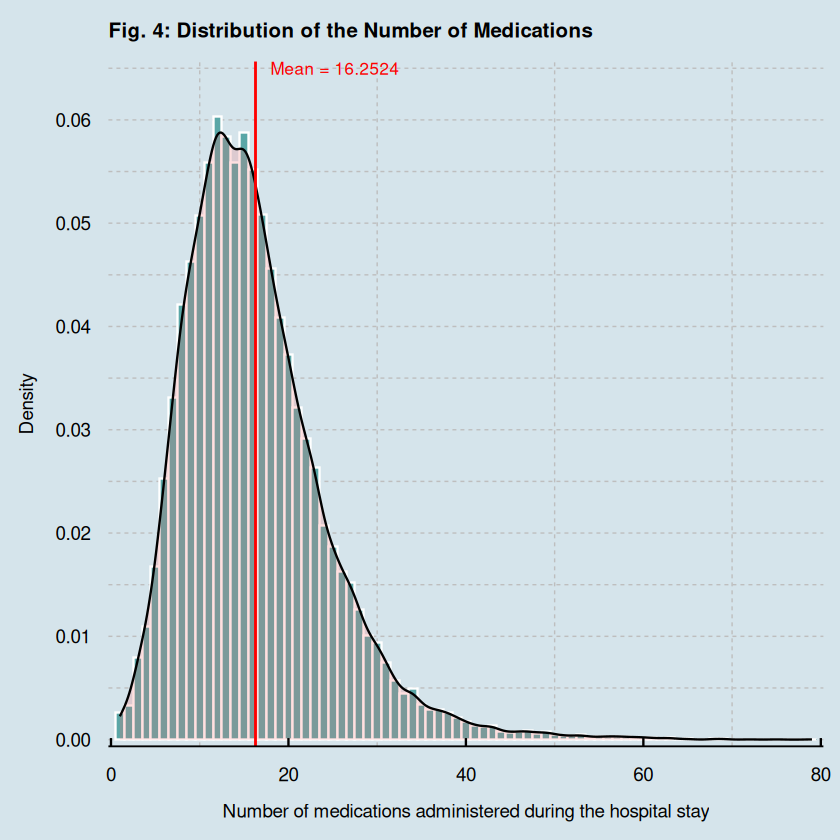 Fig. 4: Distribution of the Number of Medications
Mean = 16.2524
0.06
0.05
0.04
0.03
0.02
0.01
0.00
Density
0 20 40 60 80
Number of medications administered during the hospital stay